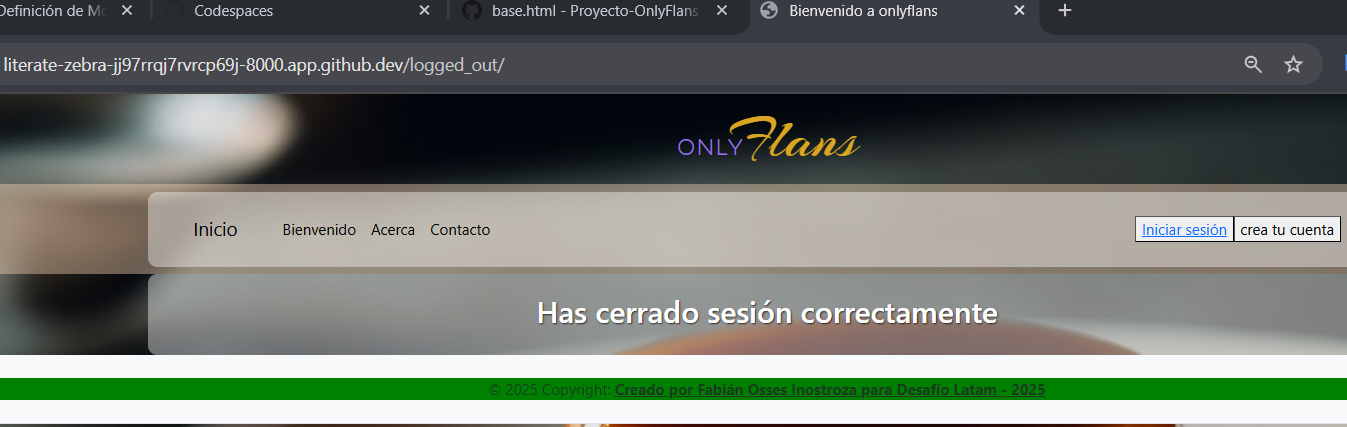 Definición de Mo
Codespaces
base.html - Proyecto-OnlyFlans
Bienvenido a onlyflans
literate-zebra-jj97rrqj7rvrcp69j-8000.app.github.dev/logged_out/
ONLY Flans
Inicio Bienvenido Acerca Contacto Iniciar sesión crea tu cuenta
Has cerrado sesión correctamente
© 2025 Copyright: Creado por Fabián Osses Inostroza para Desafío Latam - 2025